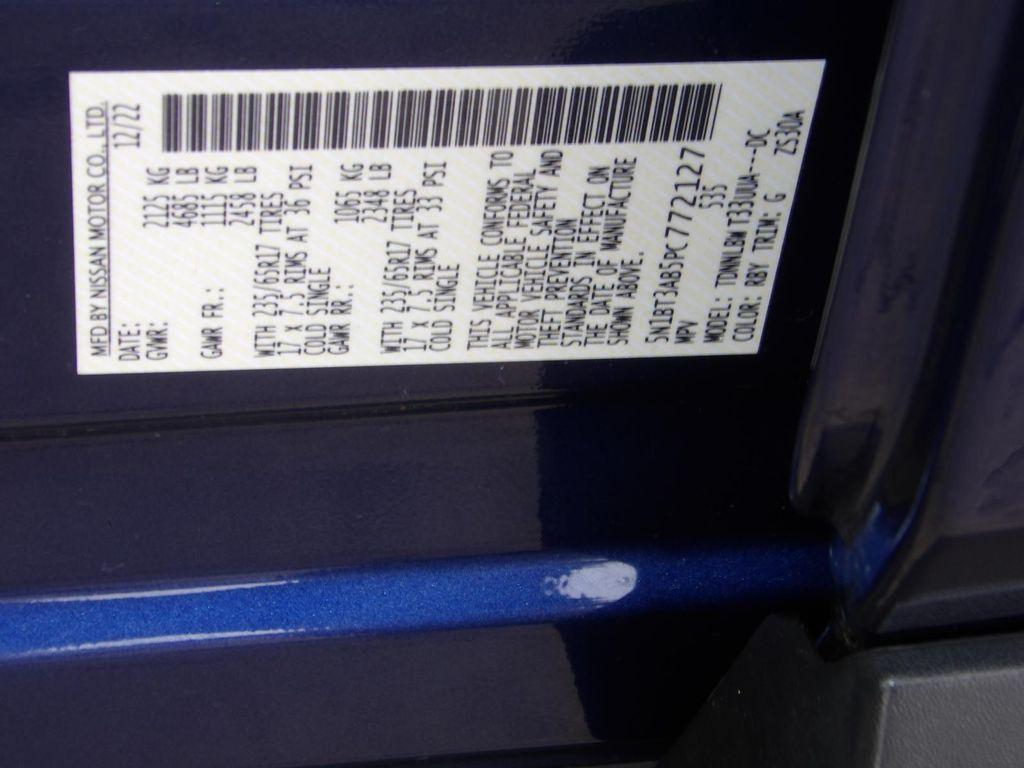 MFD BY NISSAN MOTOR CO., LTD.
DATE: 12/22
GVWR: 2125 KG
4685 LB
GAWR FR.: 1115 KG
2458 LB
WITH 235/65R17 TIRES
17 X 7.5 RIMS AT 36 PSI
COLD SINGLE
GAWR RR.: 1065 KG
2348 LB
WITH 235/65R17 TIRES
17 X 7.5 RIMS AT 33 PSI
COLD SINGLE
THIS VEHICLE CONFORMS TO
ALL APPLICABLE FEDERAL
MOTOR VEHICLE SAFETY AND
THEFT PREVENTION
STANDARDS IN EFFECT ON
THE DATE OF MANUFACTURE
SHOWN ABOVE.
5N1BT3AB5PC772127
MPV 535
MODEL: TDNNLBW T33UUA---DC
COLOR: RBY TRIM: G ZS30A